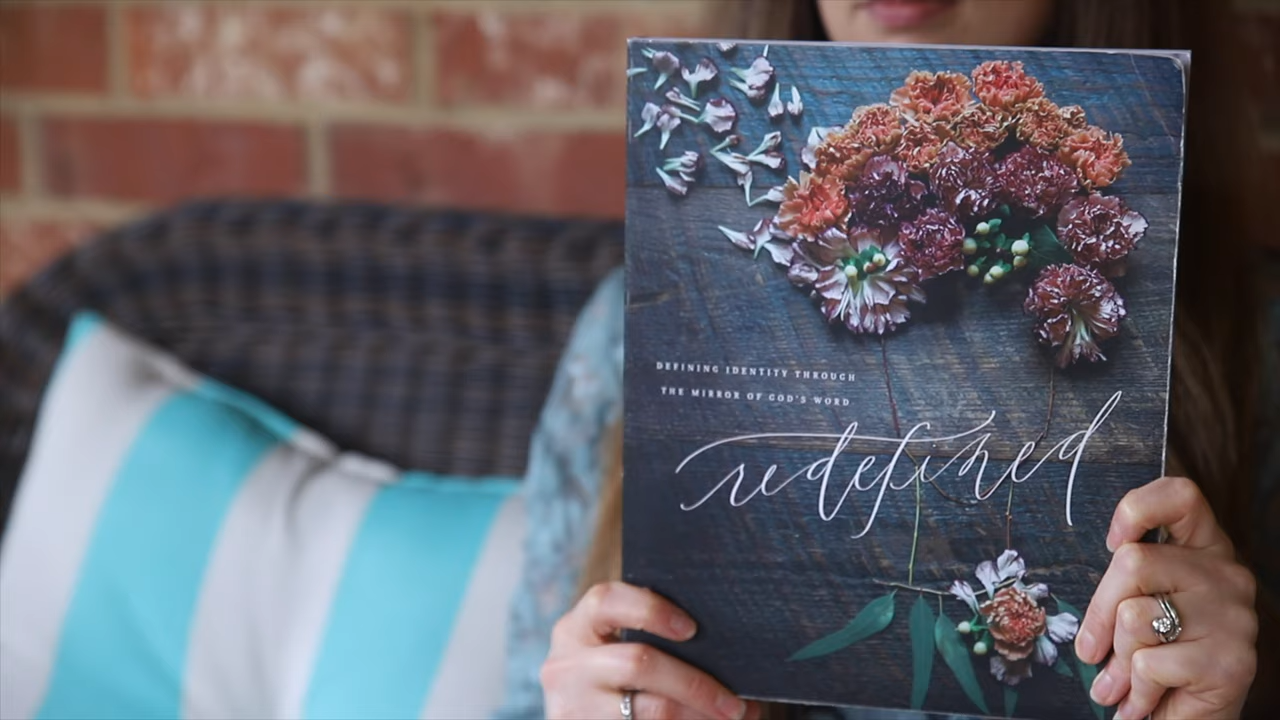 DEFINING IDENTITY THROUGH
THE MIRROR OF GOD'S WORD
redefined